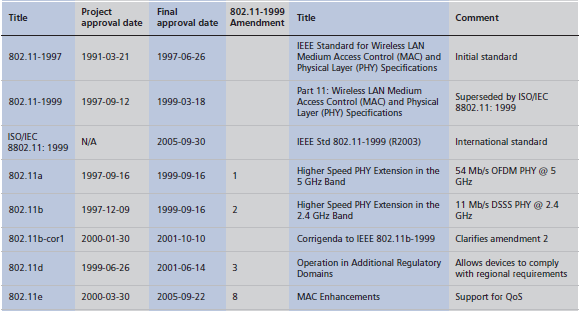 Title Project approval date Final approval date 802.11-1999 Amendment Title Comment
802.11-1997 1991-03-21 1997-06-26 IEEE Standard for Wireless LAN Medium Access Control (MAC) and Physical Layer (PHY) Specifications Initial standard
802.11-1999 1997-09-12 1999-03-18 Part 11: Wireless LAN Medium Access Control (MAC) and Physical Layer (PHY) Specifications Superseded by ISO/IEC 8802.11: 1999
ISO/IEC 8802.11: 1999 N/A 2005-09-30 IEEE Std 802.11-1999 (R2003) International standard
802.11a 1997-09-16 1999-09-16 1 Higher Speed PHY Extension in the 5 GHz Band 54 Mb/s OFDM PHY @ 5 GHz
802.11b 1997-12-09 1999-09-16 2 Higher Speed PHY Extension in the 2.4 GHz Band 11 Mb/s DSSS PHY @ 2.4 GHz
802.11b-cor1 2000-01-30 2001-10-10 Corrigenda to IEEE 802.11b-1999 Clarifies amendment 2
802.11d 1999-06-26 2001-06-14 3 Operation in Additional Regulatory Domains Allows devices to comply with regional requirements
802.11e 2000-03-30 2005-09-22 8 MAC Enhancements Support for QoS